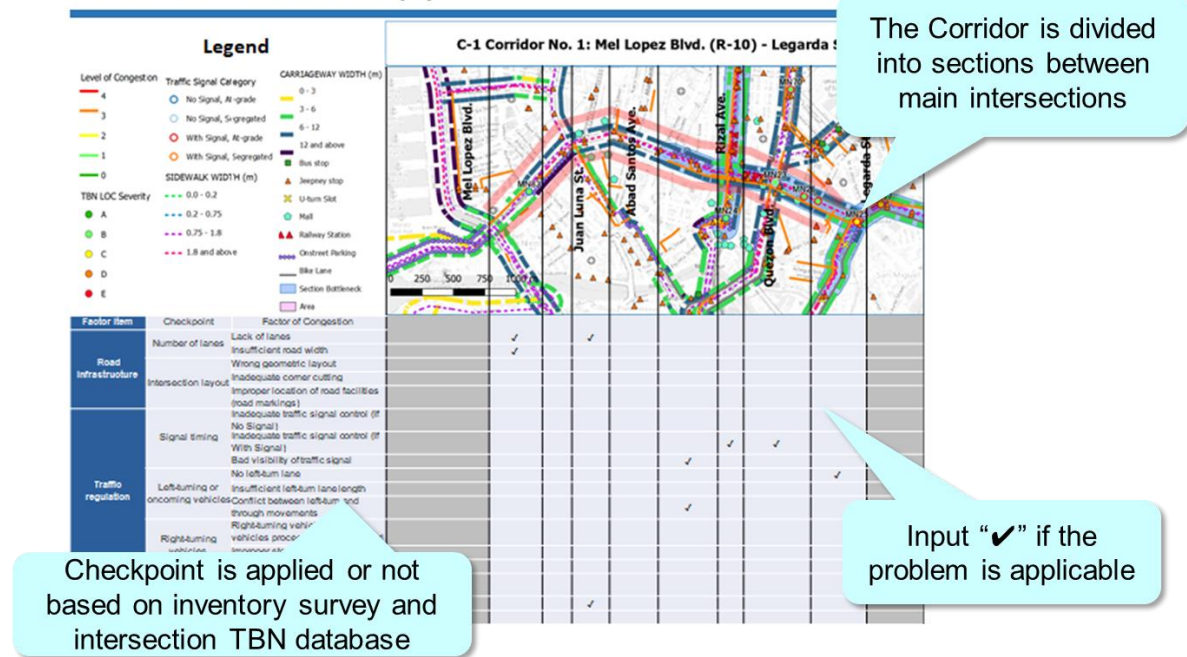 The Corridor is divided
into sections between
main intersections
Legend
C-1 Corridor No. 1: Mel Lopez Blvd. (R-10) - Legarda S
Level of Congestion
4
3
2
1
0
TBN LOC Severity
A
B
C
D
E
Traffic Signal Category
No Signal, At-grade
No Signal, Segregated
With Signal, At-grade
With Signal, Segregated
SIDEWALK WIDTH (m)
0.0 - 0.2
0.2 - 0.75
0.75 - 1.8
1.8 and above
CARRIAGEWAY WIDTH (m)
0 - 3
3 - 6
6 - 12
12 and above
Bus stop
Jeepney stop
U-turn Slot
Mall
Railway Station
Onstreet Parking
Bike Lane
Section Bottleneck
Area
Mel Lopez Blvd.
Juan Luna St.
Abad Santos Ave.
Rizal Ave.
Quezon Blvd.
Legarda S
0 250 500 750
Factor Item Checkpoint Factor of Congestion
Road
Infrastructure
Number of lanes
Lack of lanes ✓ ✓
Insufficient road width ✓
Intersection layout
Wrong geometric layout
Inadequate corner cutting
Improper location of road facilities
(road markings)
Traffic
regulation
Signal timing
Inadequate traffic signal control (if
No Signal)
Inadequate traffic signal control (if
With Signal) ✓ ✓
Bad visibility of traffic signal ✓
Left-turning or
oncoming vehicles
No left-turn lane ✓
Insufficient left-turn lane length
Conflict between left-turn and
through movements ✓
Right-turning
vehicles
Right-turning
vehicles
✓
Input “✔” if the
problem is applicable
Checkpoint is applied or not
based on inventory survey and
intersection TBN database